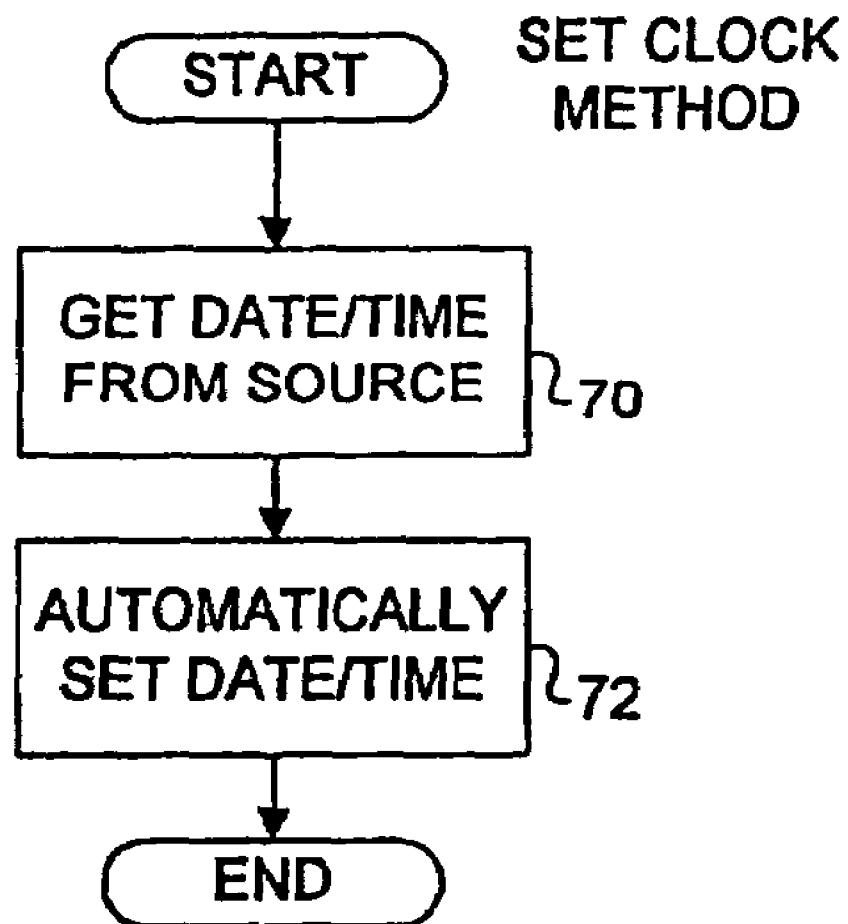 START
SET CLOCK
METHOD
GET DATE/TIME
FROM SOURCE
70
AUTOMATICALLY
SET DATE/TIME
72
END